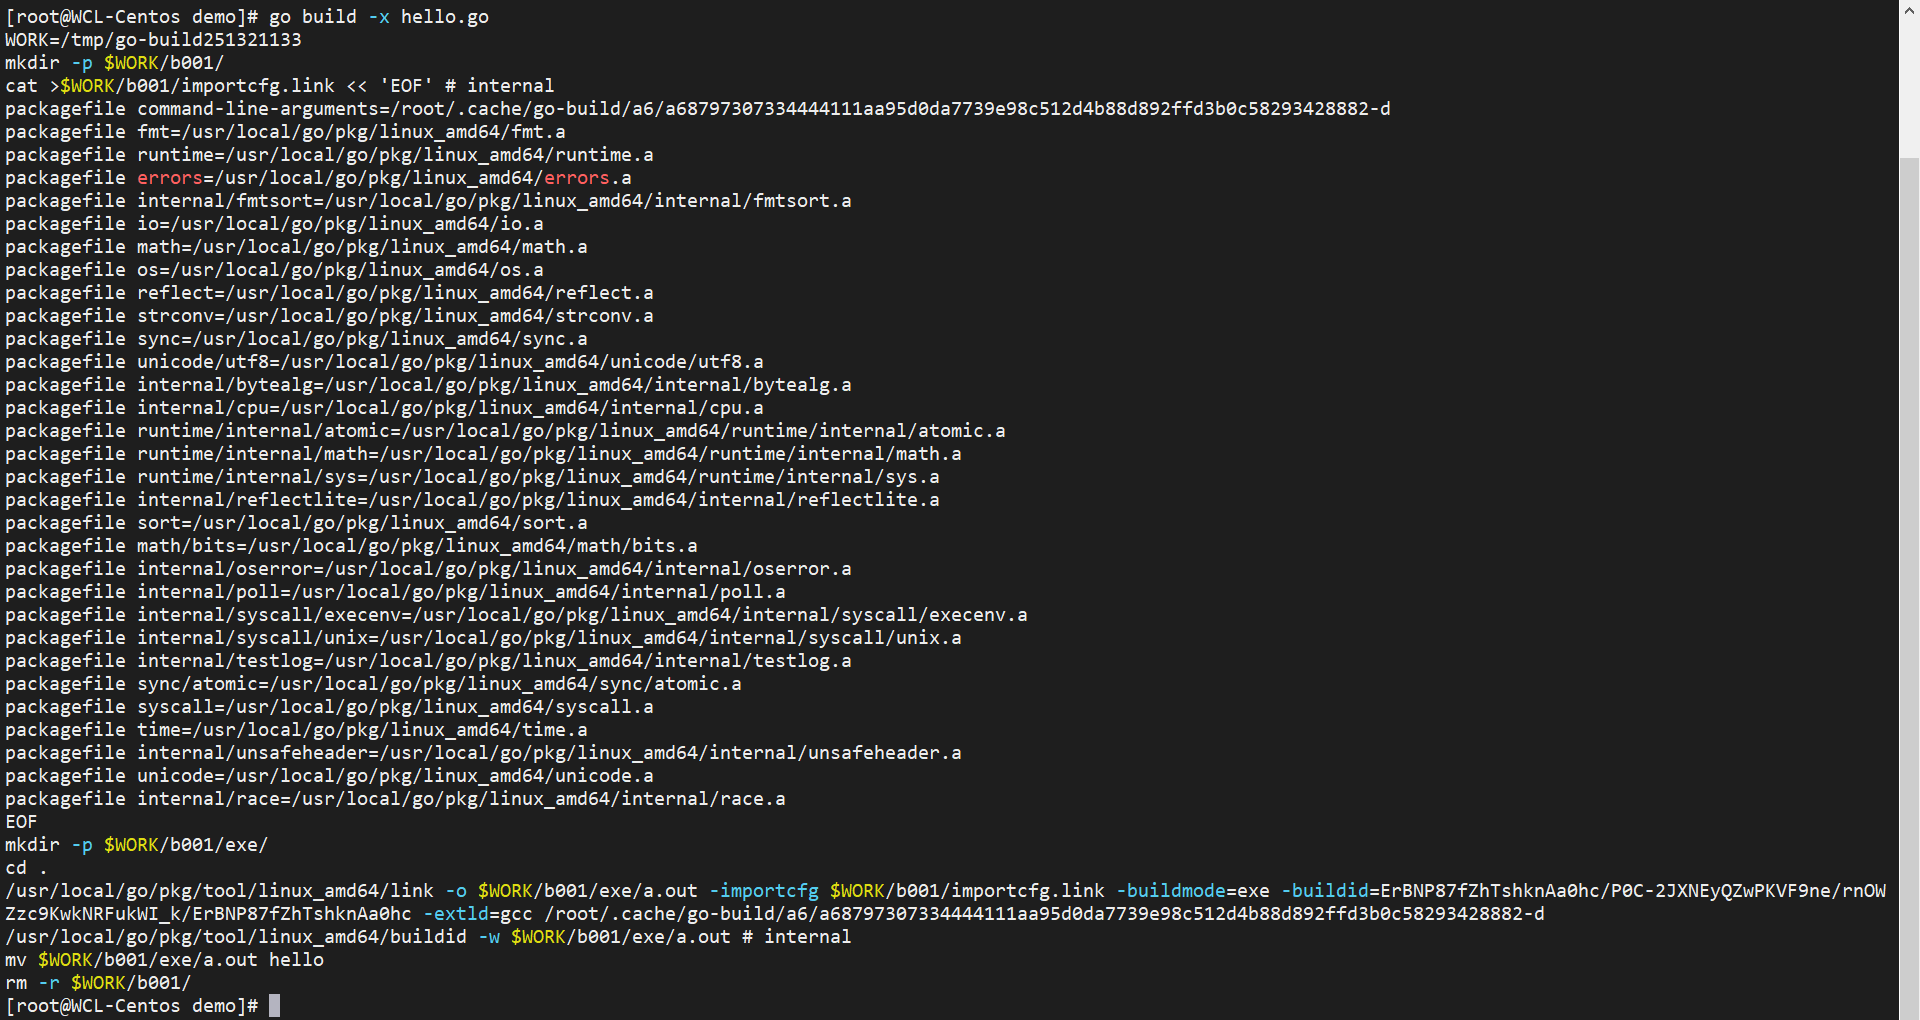 [root@WCL-Centos demo]# go build -x hello.go
WORK=/tmp/go-build251321133
mkdir -p $WORK/b001/
cat >$WORK/b001/importcfg.link << 'EOF' # internal
packagefile command-line-arguments=/root/.cache/go-build/a6/a68797307334444111aa95d0da7739e98c512d4b88d892ffd3b0c58293428882-d
packagefile fmt=/usr/local/go/pkg/linux_amd64/fmt.a
packagefile runtime=/usr/local/go/pkg/linux_amd64/runtime.a
packagefile errors=/usr/local/go/pkg/linux_amd64/errors.a
packagefile internal/fmtsort=/usr/local/go/pkg/linux_amd64/internal/fmtsort.a
packagefile io=/usr/local/go/pkg/linux_amd64/io.a
packagefile math=/usr/local/go/pkg/linux_amd64/math.a
packagefile os=/usr/local/go/pkg/linux_amd64/os.a
packagefile reflect=/usr/local/go/pkg/linux_amd64/reflect.a
packagefile strconv=/usr/local/go/pkg/linux_amd64/strconv.a
packagefile sync=/usr/local/go/pkg/linux_amd64/sync.a
packagefile unicode/utf8=/usr/local/go/pkg/linux_amd64/unicode/utf8.a
packagefile internal/bytealg=/usr/local/go/pkg/linux_amd64/internal/bytealg.a
packagefile internal/cpu=/usr/local/go/pkg/linux_amd64/internal/cpu.a
packagefile runtime/internal/atomic=/usr/local/go/pkg/linux_amd64/runtime/internal/atomic.a
packagefile runtime/internal/math=/usr/local/go/pkg/linux_amd64/runtime/internal/math.a
packagefile runtime/internal/sys=/usr/local/go/pkg/linux_amd64/runtime/internal/sys.a
packagefile internal/reflectlite=/usr/local/go/pkg/linux_amd64/internal/reflectlite.a
packagefile sort=/usr/local/go/pkg/linux_amd64/sort.a
packagefile math/bits=/usr/local/go/pkg/linux_amd64/math/bits.a
packagefile internal/oserror=/usr/local/go/pkg/linux_amd64/internal/oserror.a
packagefile internal/poll=/usr/local/go/pkg/linux_amd64/internal/poll.a
packagefile internal/syscall/execenv=/usr/local/go/pkg/linux_amd64/internal/syscall/execenv.a
packagefile internal/syscall/unix=/usr/local/go/pkg/linux_amd64/internal/syscall/unix.a
packagefile internal/testlog=/usr/local/go/pkg/linux_amd64/internal/testlog.a
packagefile sync/atomic=/usr/local/go/pkg/linux_amd64/sync/atomic.a
packagefile syscall=/usr/local/go/pkg/linux_amd64/syscall.a
packagefile time=/usr/local/go/pkg/linux_amd64/time.a
packagefile internal/unsafeheader=/usr/local/go/pkg/linux_amd64/internal/unsafeheader.a
packagefile unicode=/usr/local/go/pkg/linux_amd64/unicode.a
packagefile internal/race=/usr/local/go/pkg/linux_amd64/internal/race.a
EOF
mkdir -p $WORK/b001/exe/
cd .
/usr/local/go/pkg/tool/linux_amd64/link -o $WORK/b001/exe/a.out -importcfg $WORK/b001/importcfg.link -buildmode=exe -buildid=ErBNP87fZhTshknAa0hc/P0C-2JXNEyQZwPKVF9ne/rnOW
Zzc9KwkNRFukWI_k/ErBNP87fZhTshknAa0hc -extld=gcc /root/.cache/go-build/a6/a68797307334444111aa95d0da7739e98c512d4b88d892ffd3b0c58293428882-d
/usr/local/go/pkg/tool/linux_amd64/buildid -w $WORK/b001/exe/a.out # internal
mv $WORK/b001/exe/a.out hello
rm -r $WORK/b001/
[root@WCL-Centos demo]#